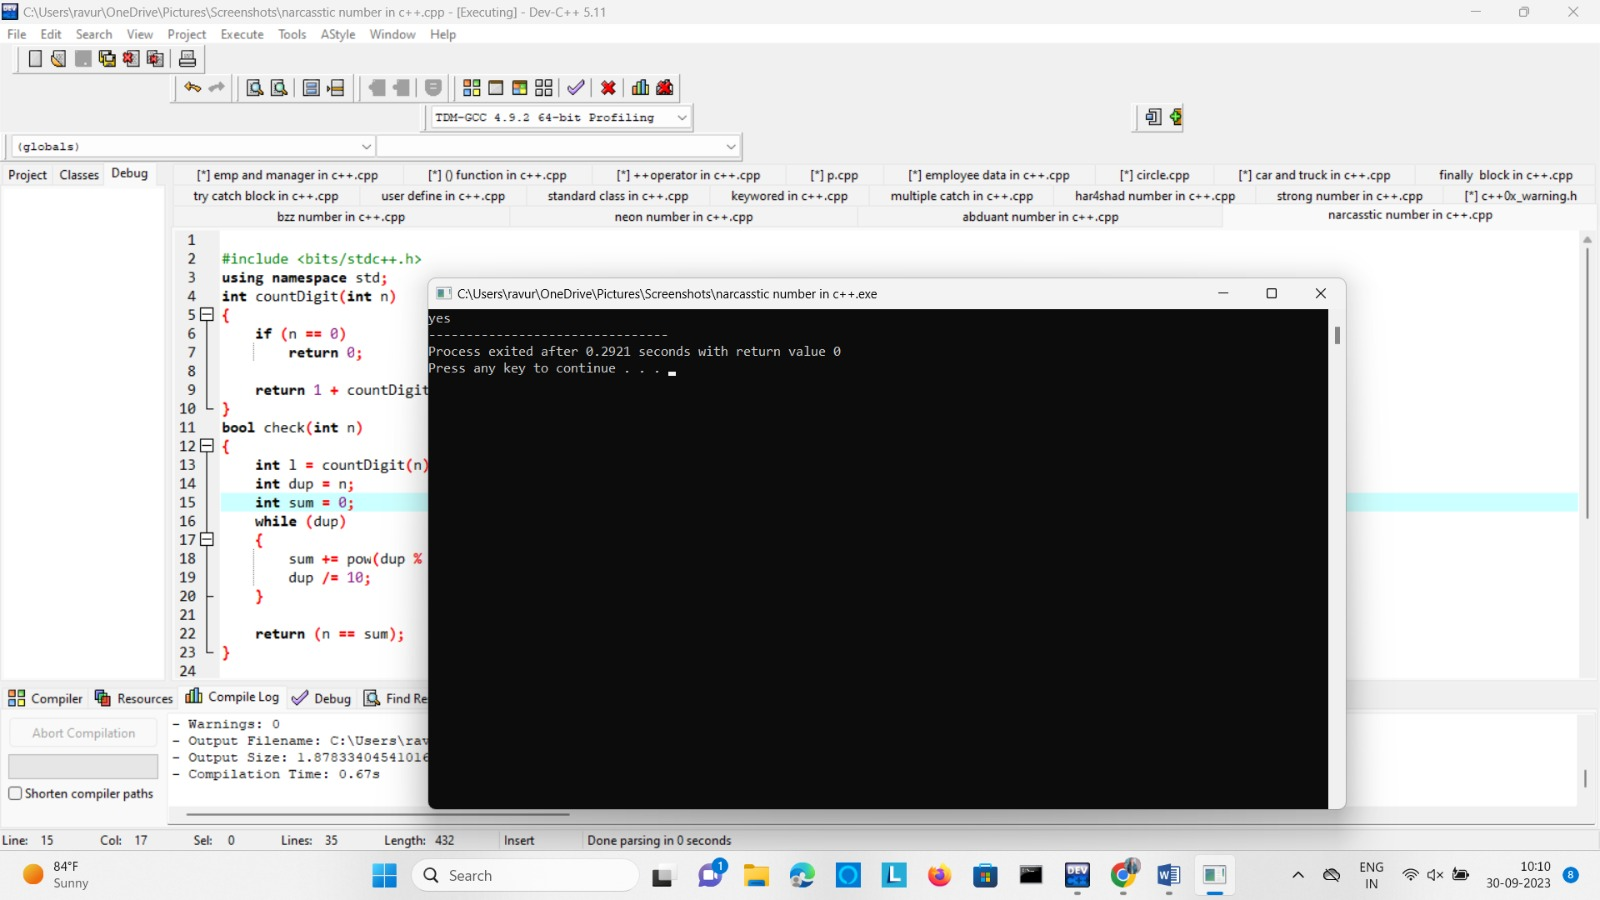 C:\Users\ravur\OneDrive\Pictures\Screenshots\narcasstic number in c++.cpp - [Executing] - Dev-C++ 5.11
File Edit Search View Project Execute Tools AStyle Window Help
TDM-GCC 4.9.2 64-bit Profiling
(globals)
Project Classes Debug
[*] emp and manager in c++.cpp [*] () function in c++.cpp [*] ++operator in c++.cpp [*] p.cpp [*] employee data in c++.cpp [*] circle.cpp [*] car and truck in c++.cpp finally block in c++.cpp
try catch block in c++.cpp user define in c++.cpp standard class in c++.cpp keywored in c++.cpp multiple catch in c++.cpp har4shad number in c++.cpp strong number in c++.cpp [*] c++0x_warning.h
bzz number in c++.cpp neon number in c++.cpp abduant number in c++.cpp narcasstic number in c++.cpp
1
2 #include <bits/stdc++.h>
3 using namespace std;
4 int countDigit(int n)
5 {
6 if (n == 0)
7 return 0;
8
9 return 1 + countDigit
10 }
11 bool check(int n)
12 {
13 int l = countDigit(n)
14 int dup = n;
15 int sum = 0;
16 while (dup)
17 {
18 sum += pow(dup %
19 dup /= 10;
20 }
21
22 return (n == sum);
23 }
24
C:\Users\ravur\OneDrive\Pictures\Screenshots\narcasstic number in c++.exe
yes
--------------------------------
Process exited after 0.2921 seconds with return value 0
Press any key to continue . . .
Compiler Resources Compile Log Debug Find Re
Abort Compilation
Shorten compiler paths
- Warnings: 0
- Output Filename: C:\Users\rav
- Output Size: 1.87833404541016
- Compilation Time: 0.67s
Line: 15 Col: 17 Sel: 0 Lines: 35 Length: 432 Insert Done parsing in 0 seconds
84°F
Sunny
Search
1
L
DEV
ENG
IN
10:10
30-09-2023
8